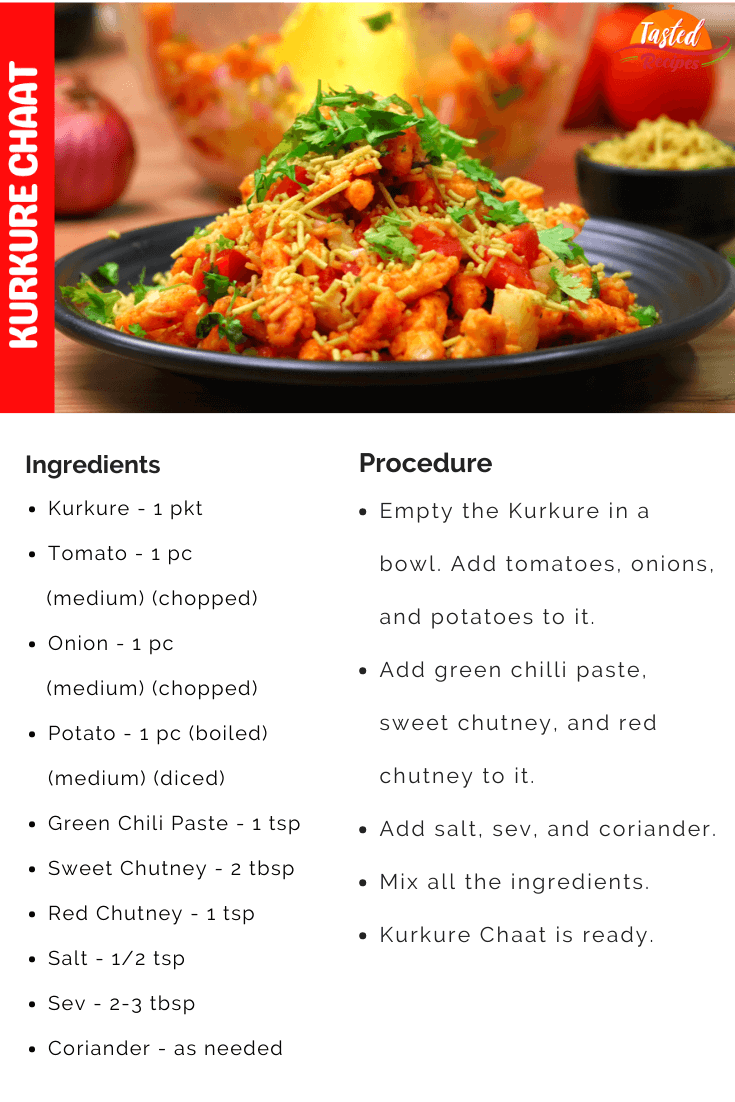 KURKURE CHAAT
Tasted
Recipes
Ingredients
• Kurkure - 1 pkt
• Tomato - 1 pc
(medium) (chopped)
• Onion - 1 pc
(medium) (chopped)
• Potato - 1 pc (boiled)
(medium) (diced)
• Green Chili Paste - 1 tsp
• Sweet Chutney - 2 tbsp
• Red Chutney - 1 tsp
• Salt - 1/2 tsp
• Sev - 2-3 tbsp
• Coriander - as needed
Procedure
• Empty the Kurkure in a
bowl. Add tomatoes, onions,
and potatoes to it.
• Add green chilli paste,
sweet chutney, and red
chutney to it.
• Add salt, sev, and coriander.
• Mix all the ingredients.
• Kurkure Chaat is ready.